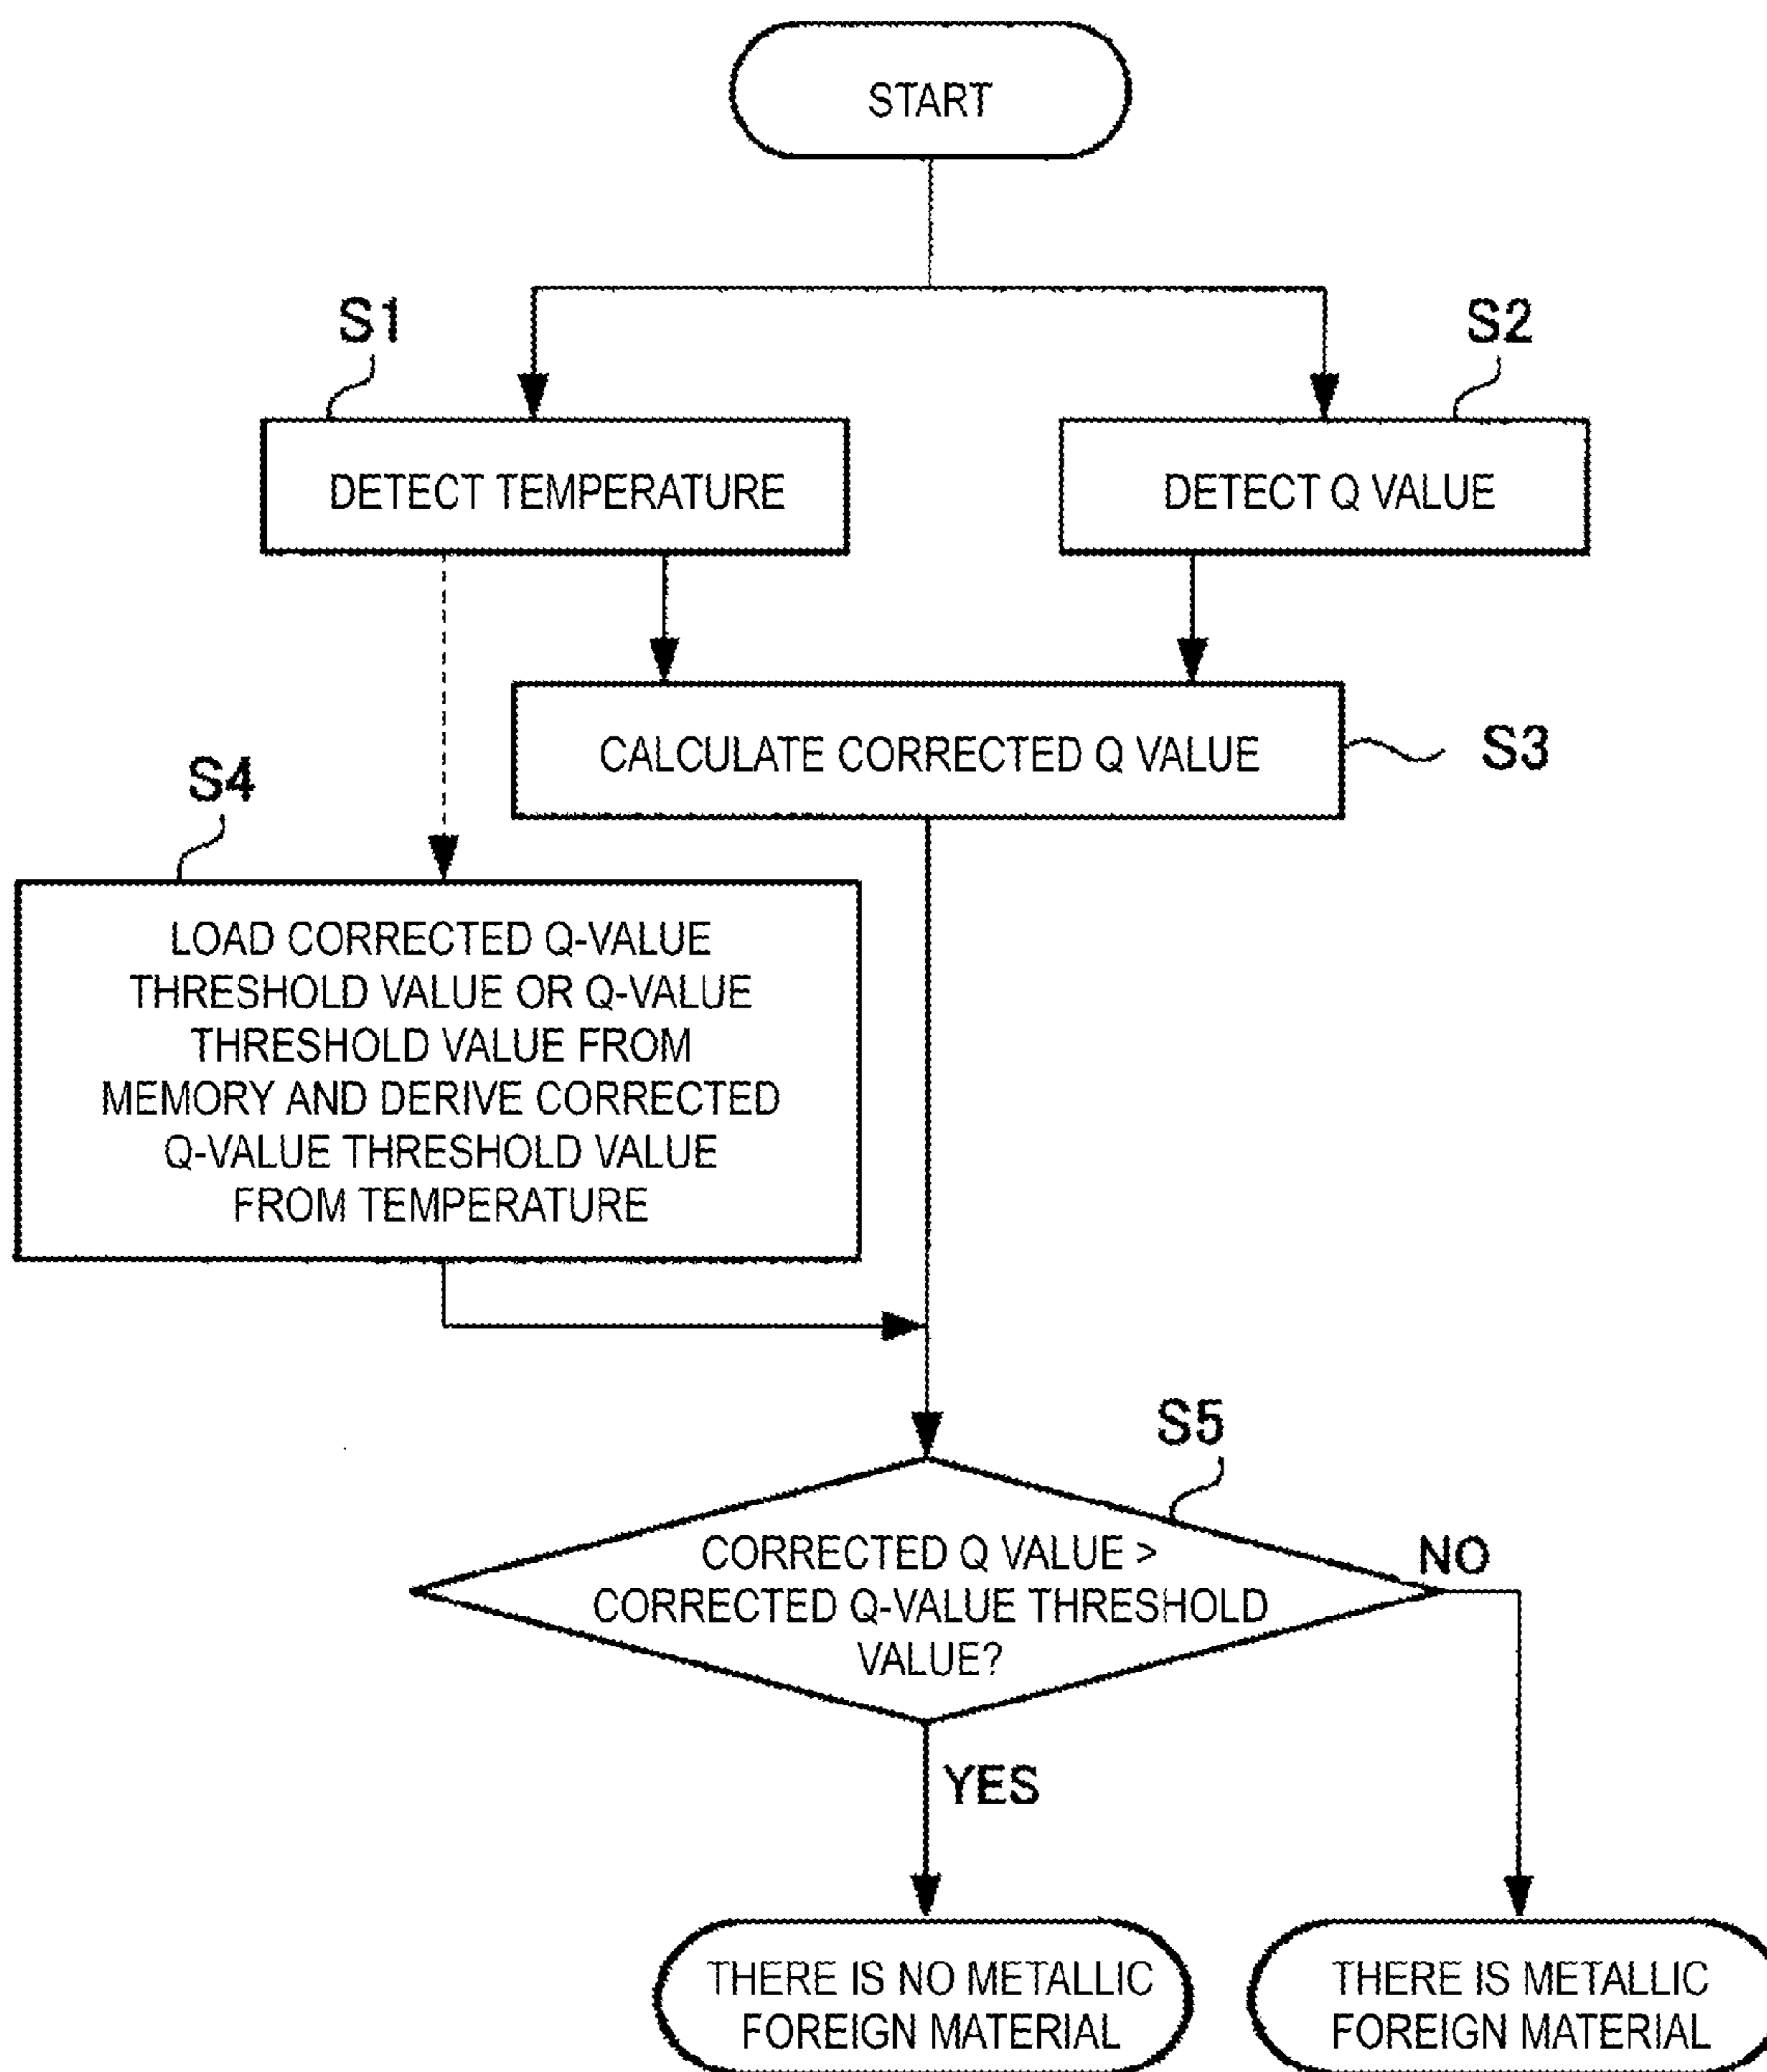 START
S1
S2
DETECT TEMPERATURE
DETECT Q VALUE
CALCULATE CORRECTED Q VALUE
S3
S4
LOAD CORRECTED Q-VALUE
THRESHOLD VALUE OR Q-VALUE
THRESHOLD VALUE FROM
MEMORY AND DERIVE CORRECTED
Q-VALUE THRESHOLD VALUE
FROM TEMPERATURE
S5
CORRECTED Q VALUE >
CORRECTED Q-VALUE THRESHOLD
VALUE?
NO
YES
THERE IS NO METALLIC
FOREIGN MATERIAL
THERE IS METALLIC
FOREIGN MATERIAL